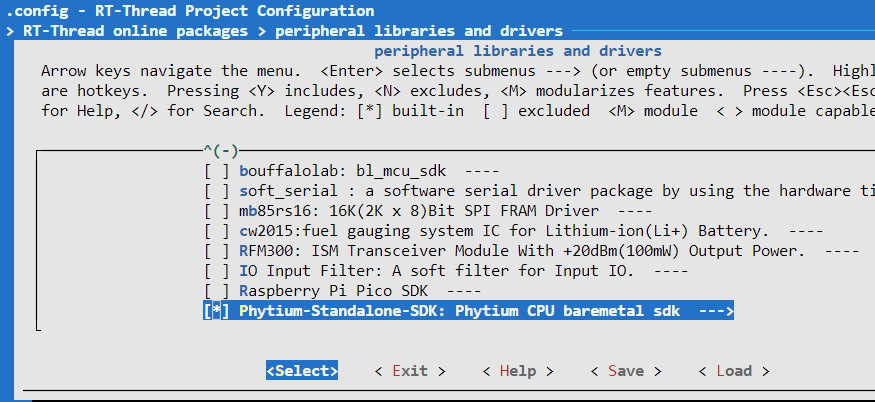 .config - RT-Thread Project Configuration
> RT-Thread online packages > peripheral libraries and drivers
peripheral libraries and drivers
Arrow keys navigate the menu.  <Enter> selects submenus ---> (or empty submenus ----).  Highl
are hotkeys.  Pressing <Y> includes, <N> excludes, <M> modularizes features.  Press <Esc><Esc
for Help, </> for Search.  Legend: [*] built-in  [ ] excluded  <M> module  < > module capable
^(-)
[ ] bouffalolab: bl_mcu_sdk  ----
[ ] soft_serial : a software serial driver package by using the hardware ti
[ ] mb85rs16: 16K(2K x 8)Bit SPI FRAM Driver  ----
[ ] cw2015:fuel gauging system IC for Lithium-ion(Li+) Battery.  ----
[ ] RFM300: ISM Transceiver Module With +20dBm(100mW) Output Power.  ----
[ ] IO Input Filter: A soft filter for Input IO.  ----
[ ] Raspberry Pi Pico SDK  ----
[*] Phytium-Standalone-SDK: Phytium CPU baremetal sdk  --->
<Select>    < Exit >    < Help >    < Save >    < Load >